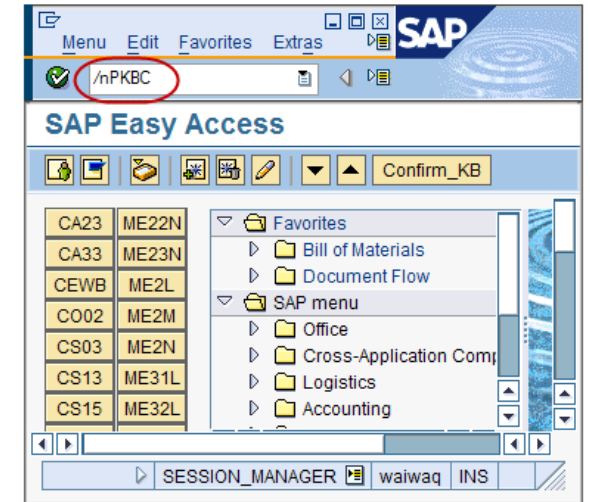 Menu Edit Favorites Extras SAP
/nPKBC
SAP Easy Access
Confirm_KB
CA23 ME22N Favorites
CA33 ME23N Bill of Materials
CEWB ME2L Document Flow
CO02 ME2M SAP menu
CS03 ME2N Office
CS13 ME31L Cross-Application Comp
CS15 ME32L Logistics
Accounting
SESSION_MANAGER waiwaq INS